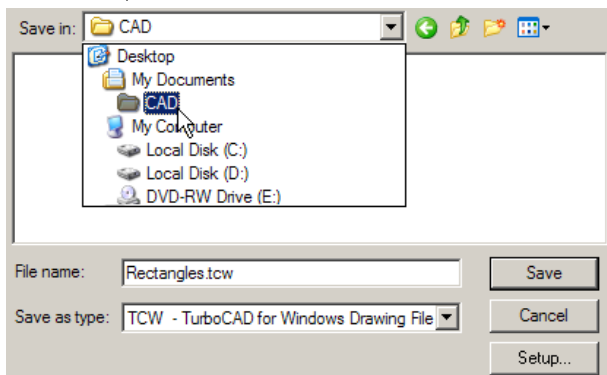 Save in: CAD
Desktop
My Documents
CAD
My Computer
Local Disk (C:)
Local Disk (D:)
DVD-RW Drive (E:)
File name: Rectangles.tcw Save
Save as type: TCW - TurboCAD for Windows Drawing File Cancel
Setup...